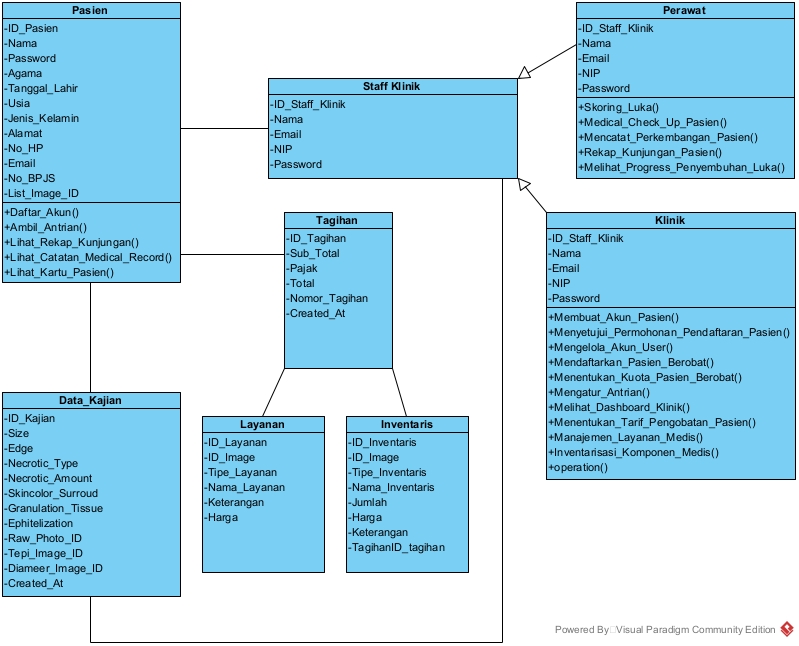 Pasien
-ID_Pasien
-Nama
-Password
-Agama
-Tanggal_Lahir
-Usia
-Jenis_Kelamin
-Alamat
-No_HP
-Email
-No_BPJS
-List_Image_ID
+Daftar_Akun()
+Ambil_Antrian()
+Lihat_Rekap_Kunjungan()
+Lihat_Catatan_Medical_Record()
+Lihat_Kartu_Pasien()
Staff Klinik
-ID_Staff_Klinik
-Nama
-Email
-NIP
-Password
Perawat
-ID_Staff_Klinik
-Nama
-Email
-NIP
-Password
+Skoring_Luka()
+Medical_Check_Up_Pasien()
+Mencatat_Perkembangan_Pasien()
+Rekap_Kunjungan_Pasien()
+Melihat_Progress_Penyembuhan_Luka()
Tagihan
-ID_Tagihan
-Sub_Total
-Pajak
-Total
-Nomor_Tagihan
-Created_At
Klinik
-ID_Staff_Klinik
-Nama
-Email
-NIP
-Password
+Membuat_Akun_Pasien()
+Menyetujui_Permohonan_Pendaftaran_Pasien()
+Mengelola_Akun_User()
+Mendaftarkan_Pasien_Berobat()
+Menentukan_Kuota_Pasien_Berobat()
+Mengatur_Antrian()
+Melihat_Dashboard_Klinik()
+Menentukan_Tarif_Pengobatan_Pasien()
+Manajemen_Layanan_Medis()
+Inventarisasi_Komponen_Medis()
+operation()
Data_Kajian
-ID_Kajian
-Size
-Edge
-Necrotic_Type
-Necrotic_Amount
-Skincolor_Surroud
-Granulation_Tissue
-Ephitelization
-Raw_Photo_ID
-Tepi_Image_ID
-Diameer_Image_ID
-Created_At
Layanan
-ID_Layanan
-ID_Image
-Tipe_Layanan
-Nama_Layanan
-Keterangan
-Harga
Inventaris
-ID_Inventaris
-ID_Image
-Tipe_Inventaris
-Nama_Inventaris
-Jumlah
-Harga
-Keterangan
-TagihanID_tagihan
Powered By Visual Paradigm Community Edition